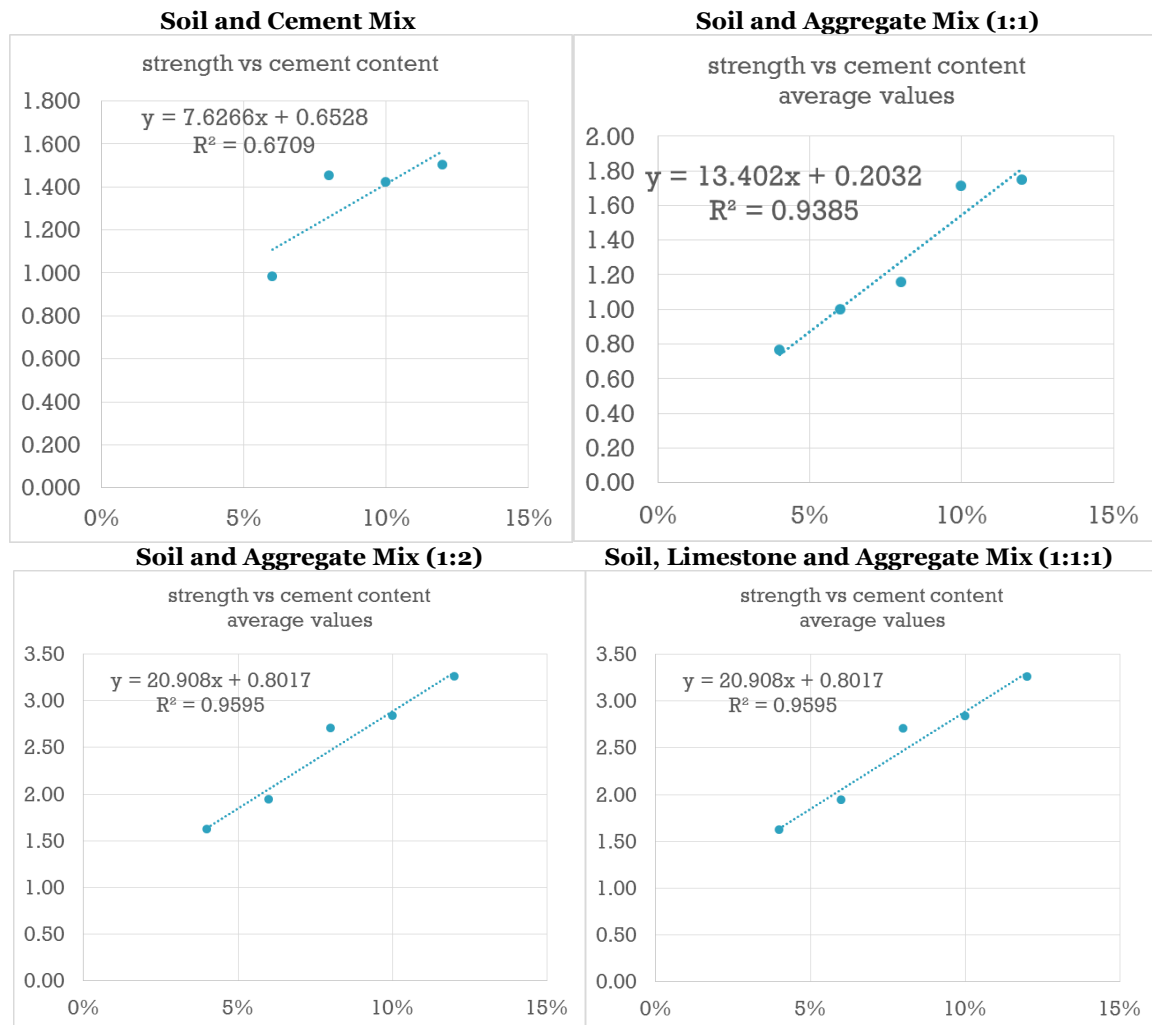 Soil and Cement Mix
strength vs cement content
y = 7.6266x + 0.6528
R² = 0.6709
1.800
1.600
1.400
1.200
1.000
0.800
0.600
0.400
0.200
0.000
0% 5% 10% 15%
Soil and Aggregate Mix (1:1)
strength vs cement content
average values
y = 13.402x + 0.2032
R² = 0.9385
2.00
1.80
1.60
1.40
1.20
1.00
0.80
0.60
0.40
0.20
0.00
0% 5% 10% 15%
Soil and Aggregate Mix (1:2)
strength vs cement content
average values
y = 20.908x + 0.8017
R² = 0.9595
3.50
3.00
2.50
2.00
1.50
1.00
0.50
0.00
0% 5% 10% 15%
Soil, Limestone and Aggregate Mix (1:1:1)
strength vs cement content
average values
y = 20.908x + 0.8017
R² = 0.9595
3.50
3.00
2.50
2.00
1.50
1.00
0.50
0.00
0% 5% 10% 15%